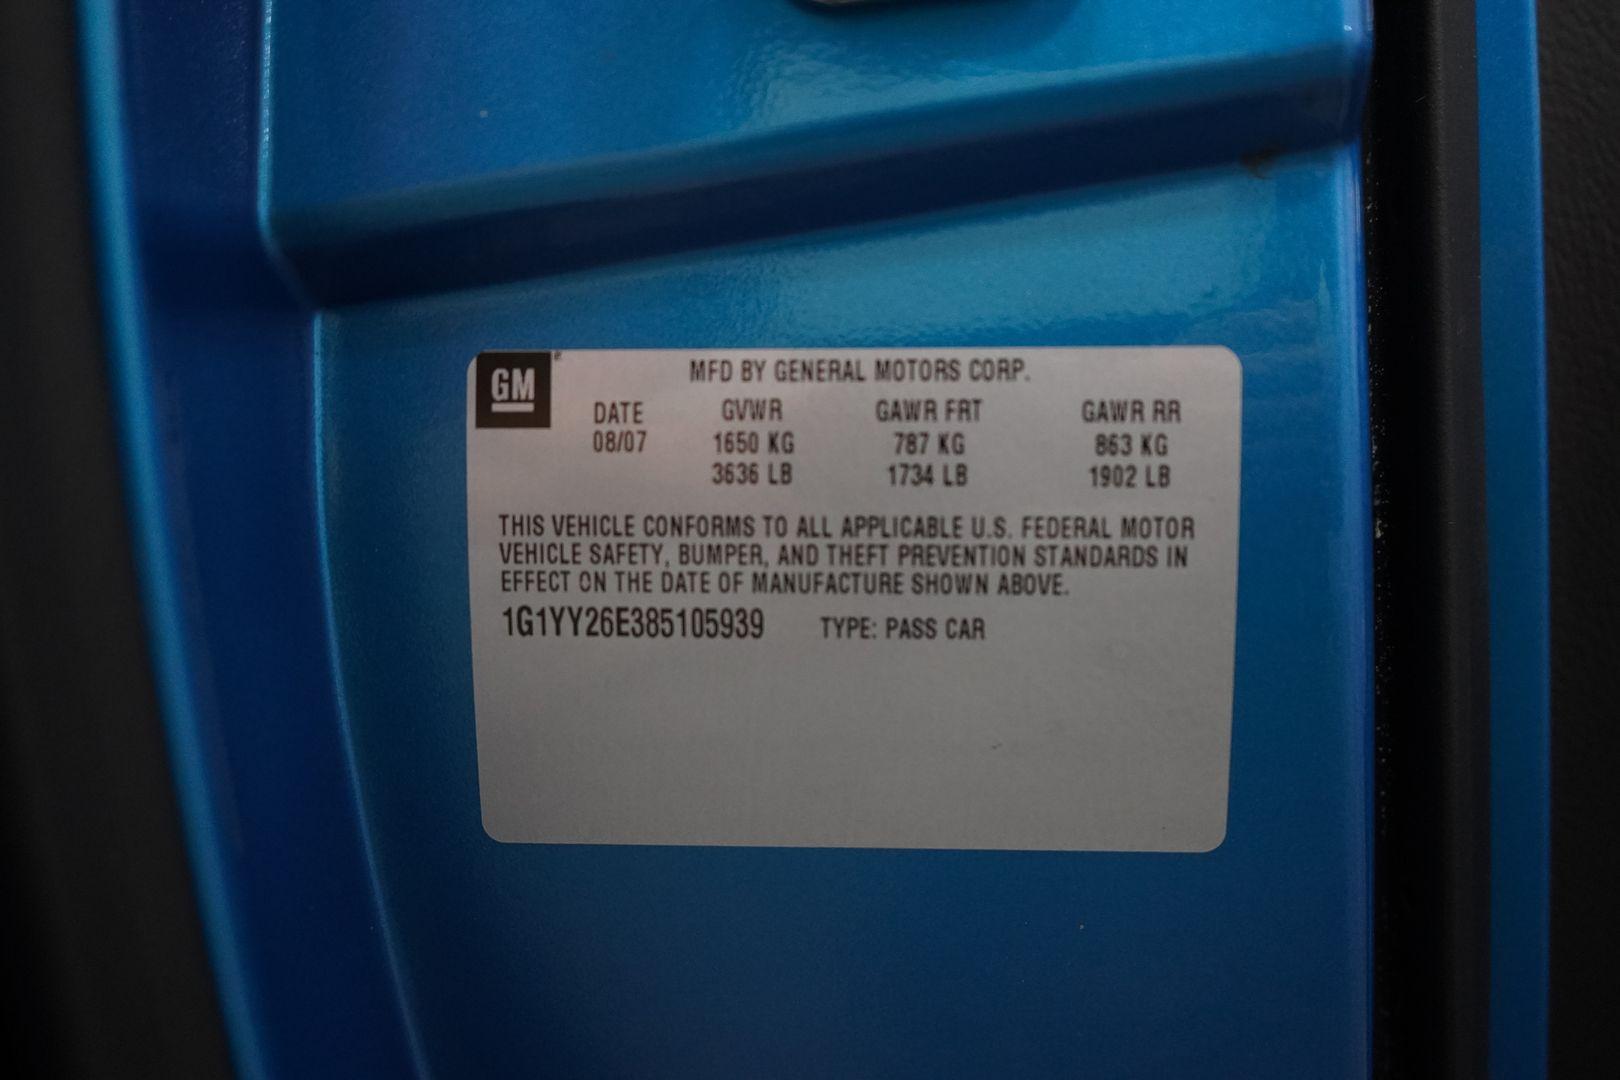 GM
MFD BY GENERAL MOTORS CORP.
DATE GVWR GAWR FRT GAWR RR
08/07 1650 KG 787 KG 863 KG
3636 LB 1734 LB 1902 LB
THIS VEHICLE CONFORMS TO ALL APPLICABLE U.S. FEDERAL MOTOR
VEHICLE SAFETY, BUMPER, AND THEFT PREVENTION STANDARDS IN
EFFECT ON THE DATE OF MANUFACTURE SHOWN ABOVE.
1G1YY26E385105939 TYPE: PASS CAR